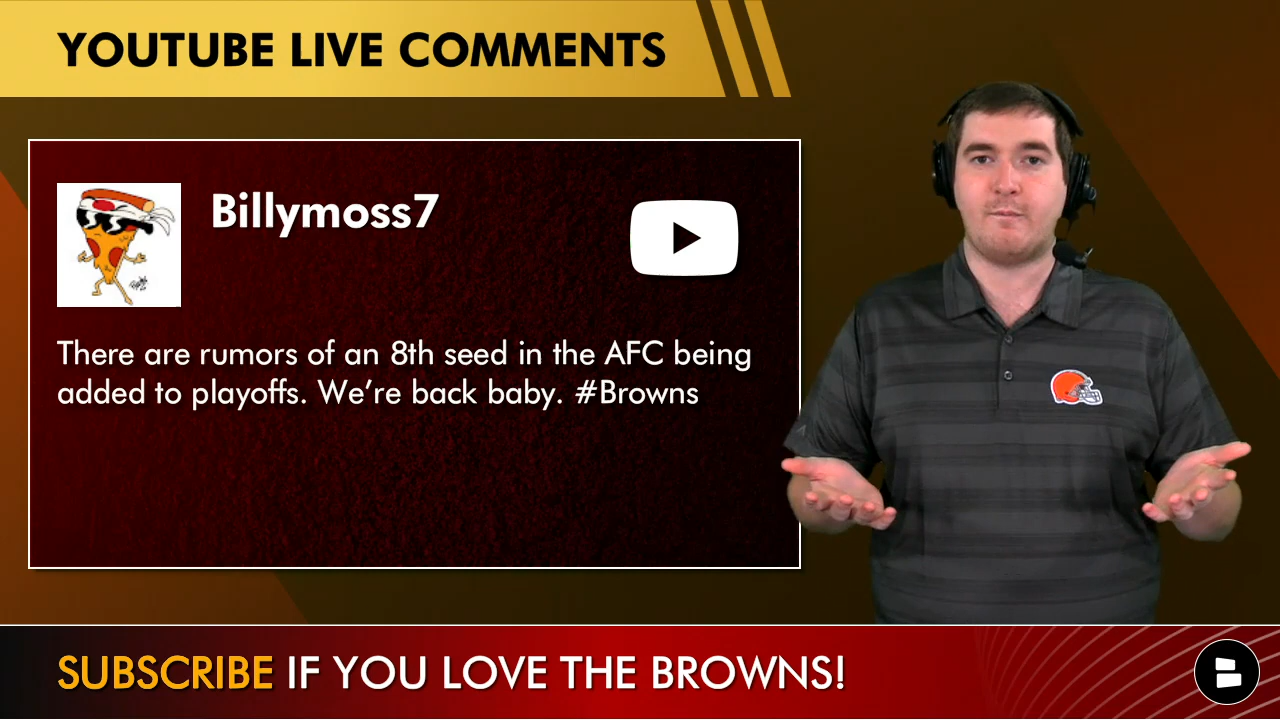 YOUTUBE LIVE COMMENTS
Billymoss7
There are rumors of an 8th seed in the AFC being
added to playoffs. We’re back baby. #Browns
SUBSCRIBE IF YOU LOVE THE BROWNS!